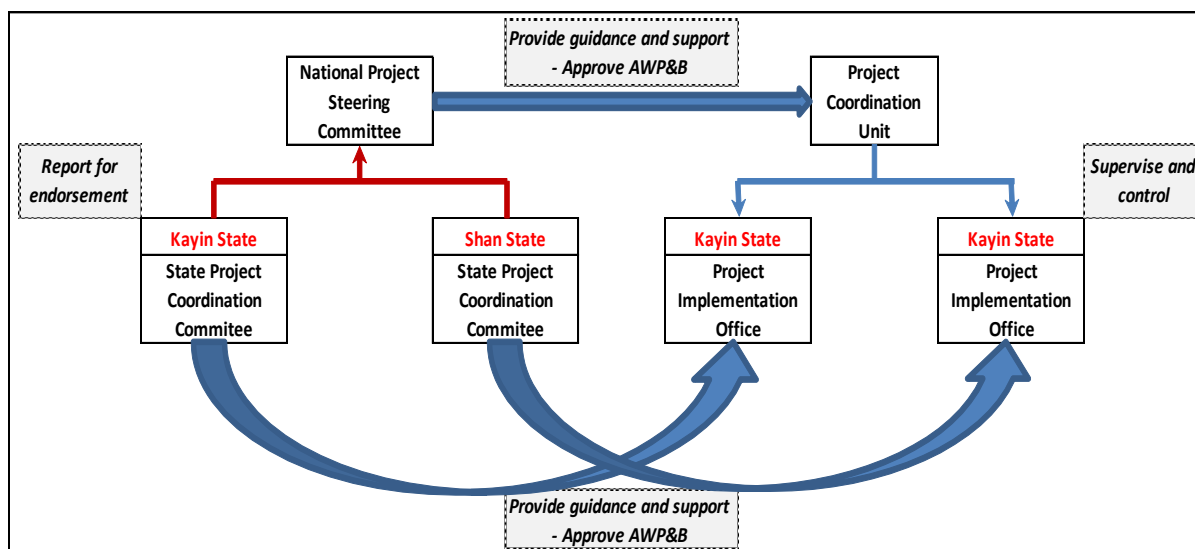 Provide guidance and support
- Approve AWP&B
National Project
Steering
Committee
Project
Coordination
Unit
Report for
endorsement
Supervise and
control
Kayin State
State Project
Coordination
Commitee
Shan State
State Project
Coordination
Commitee
Kayin State
Project
Implementation
Office
Kayin State
Project
Implementation
Office
Provide guidance and support
- Approve AWP&B